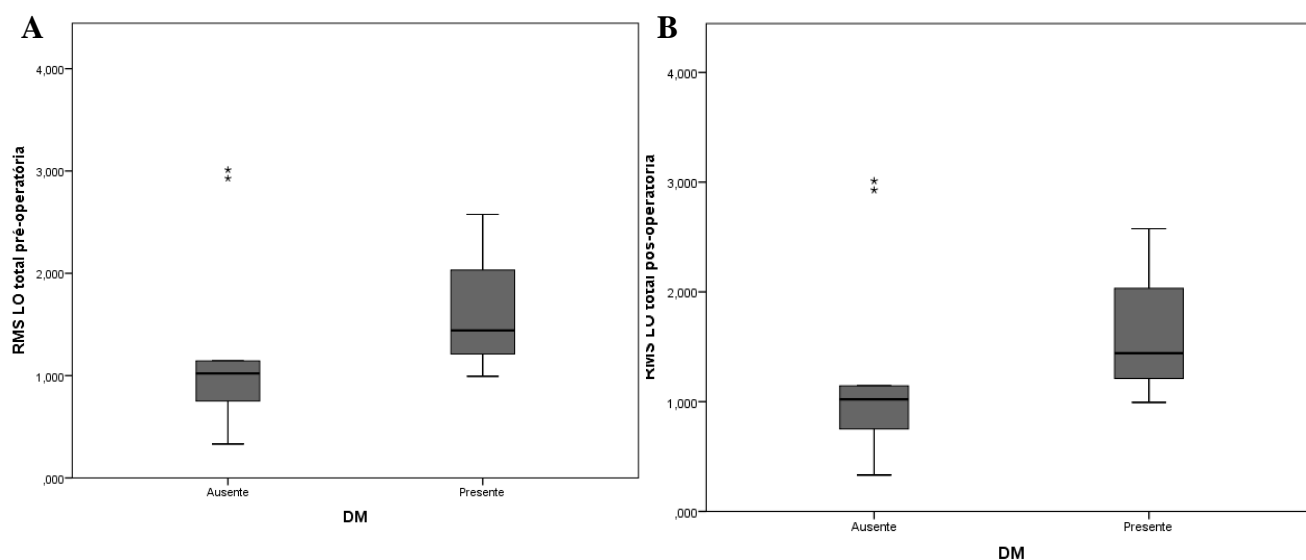 A
RMS LO total pré-operatória
4,000
3,000
2,000
1,000
,000
*
*
Ausente
Presente
DM
B
RMS LO total pos-operatoria
4,000
3,000
2,000
1,000
,000
*
*
Ausente
Presente
DM